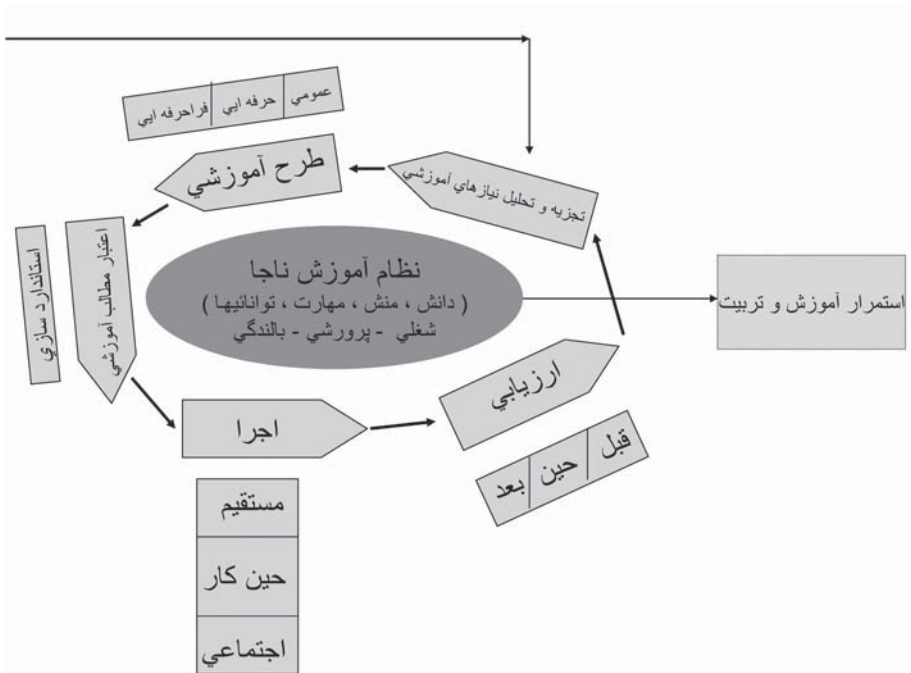 عمومي
حرفه ايي
فراحرفه ايي
طرح آموزشي
تجزيه و تحليل نيازهاي آموزشي
استاندارد سازي
اعتبار مطالب آموزشي
نظام آموزش ناجا
( دانش ، منش ، مهارت ، توانائيها )
شغلي - پرورشي - بالندگي
استمرار آموزش و تربيت
ارزيابي
اجرا
قبل
حين
بعد
مستقيم
حين كار
اجتماعي